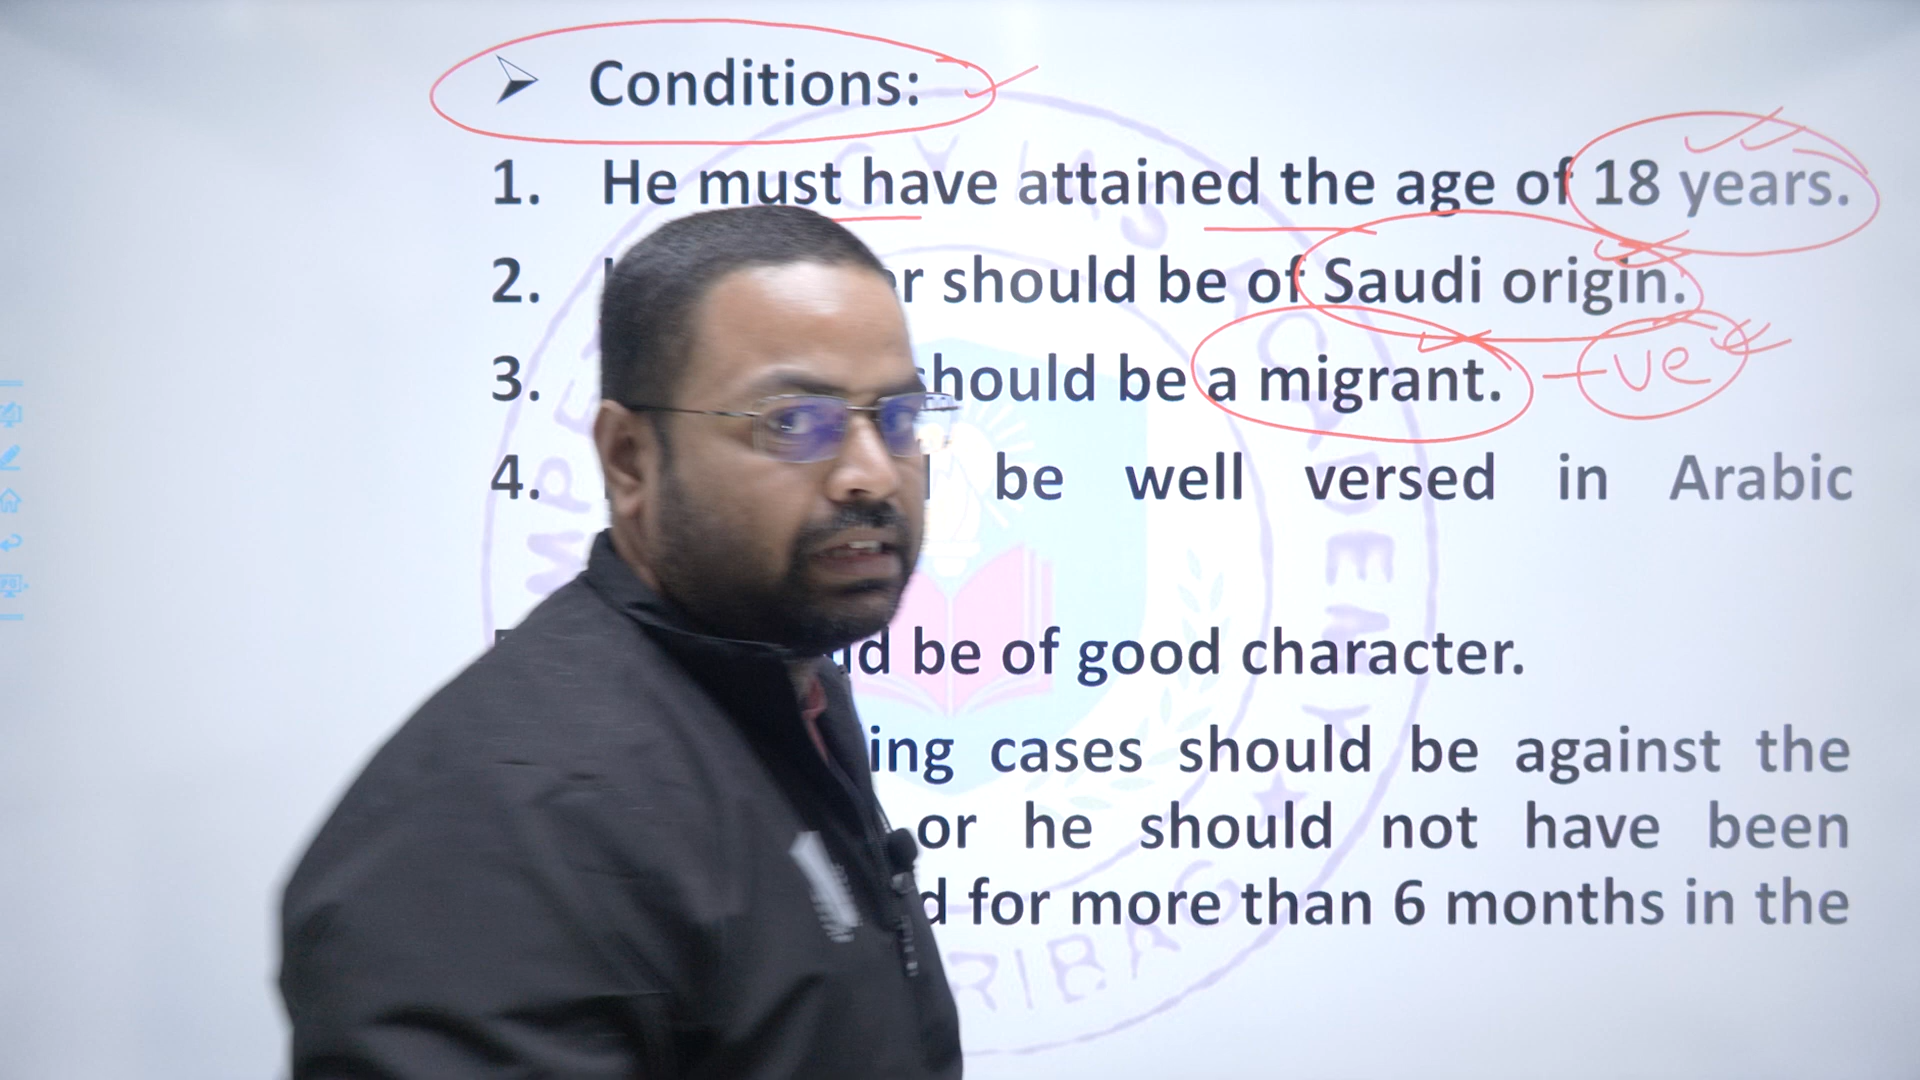 Conditions:
1. He must have attained the age of 18 years.
2. should be of Saudi origin.
3. should be a migrant. -ve
4. be well versed in Arabic
be of good character.
cases should be against the
or he should not have been
for more than 6 months in the
ACADEMY